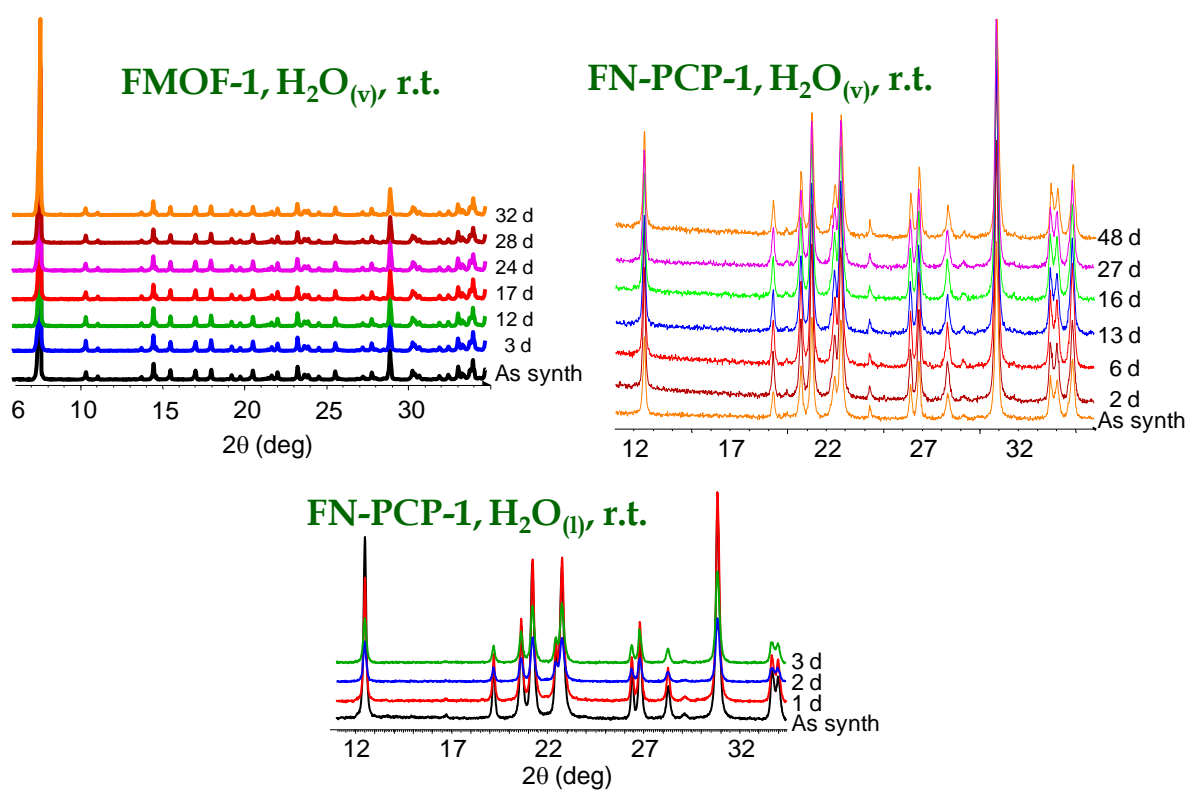 FMOF-1, H₂O₍ᵥ₎, r.t.
32 d
28 d
24 d
17 d
12 d
3 d
As synth
6 10 15 20 25 30
2θ (deg)
FN-PCP-1, H₂O₍ᵥ₎, r.t.
48 d
27 d
16 d
13 d
6 d
2 d
As synth
12 17 22 27 32
FN-PCP-1, H₂O₍ₗ₎, r.t.
3 d
2 d
1 d
As synth
12 17 22 27 32
2θ (deg)